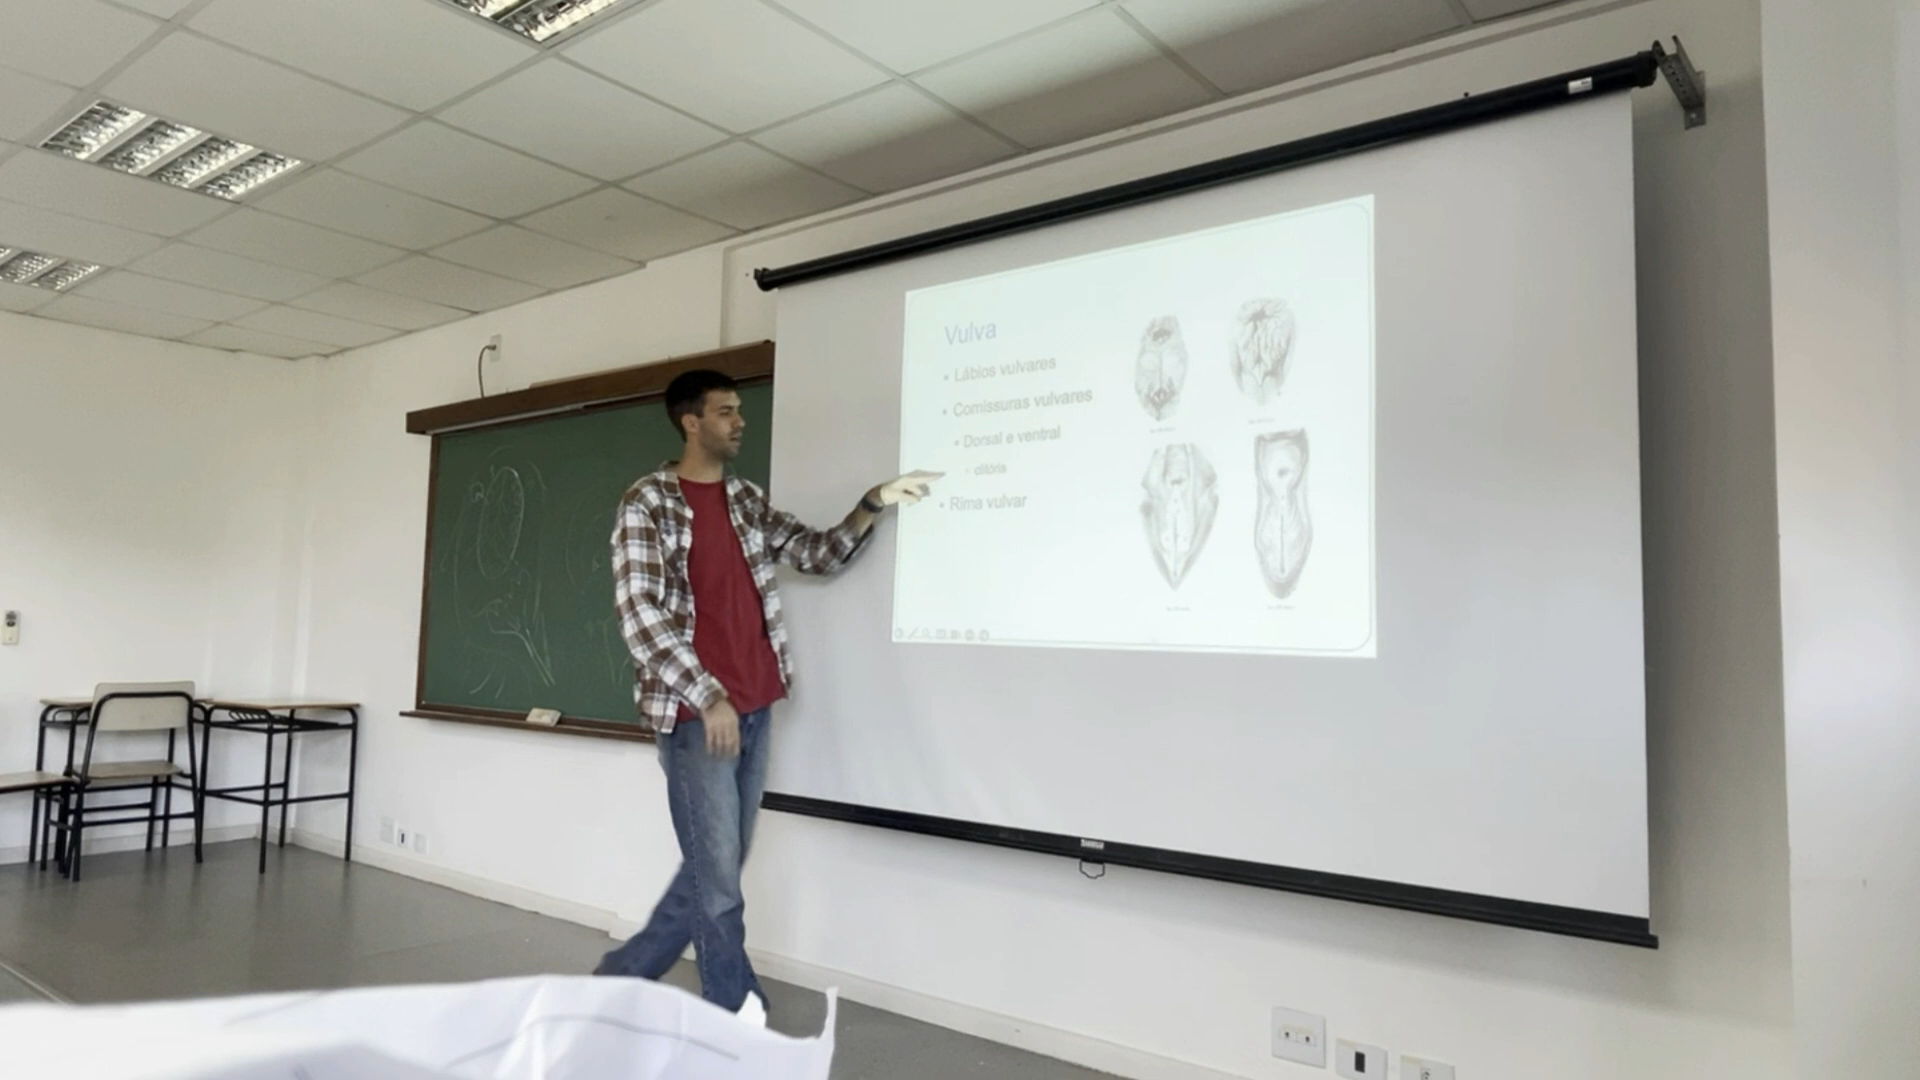 Vulva
• Lábios vulvares
• Comissuras vulvares
• Dorsal e ventral
◦ clitóris
• Rima vulvar